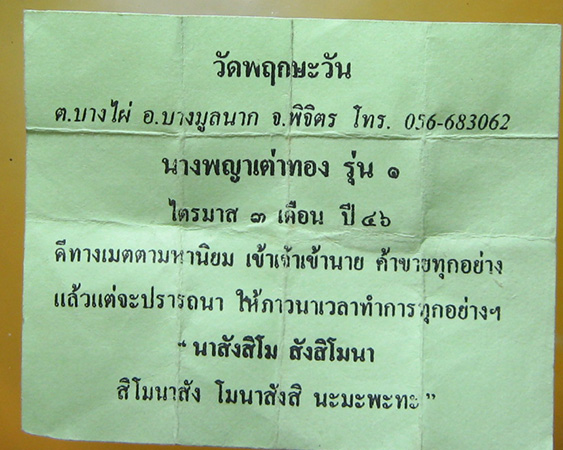 วัดพฤกษะวัน
ต.บางไผ่ อ.บางมูลนาก จ.พิจิตร โทร. 056-683062
นางพญาเต่าทอง รุ่น ๑
ไตรมาส ๓ เดือน ปี ๔๖
ดีทางเมตตามหานิยม เข้าเจ้าเข้านาย ค้าขายทุกอย่าง
แล้วแต่จะปรารถนา ให้ภาวนาเวลาทำการทุกอย่างฯ
“ นาสังสิโม สังสิโมนา
สิโมนาสัง โมนาสังสิ นะมะพะทะ”